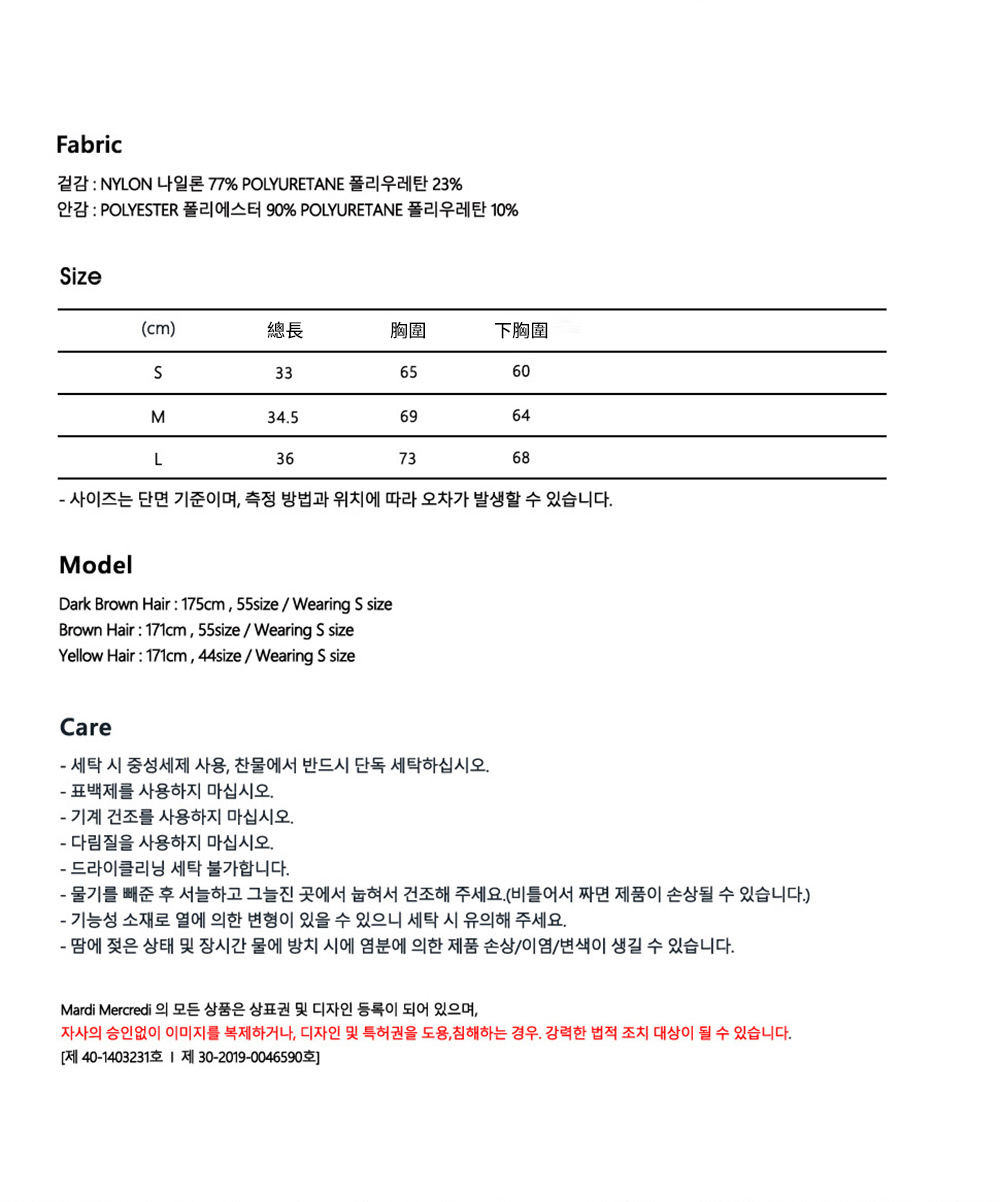 Fabric
겉감 : NYLON 나일론 77% POLYURETANE 폴리우레탄 23%
안감 : POLYESTER 폴리에스터 90% POLYURETANE 폴리우레탄 10%
Size
(cm) 總長 胸圍 下胸圍
S 33 65 60
M 34.5 69 64
L 36 73 68
- 사이즈는 단면 기준이며, 측정 방법과 위치에 따라 오차가 발생할 수 있습니다.
Model
Dark Brown Hair : 175cm , 55size / Wearing S size
Brown Hair : 171cm , 55size / Wearing S size
Yellow Hair : 171cm , 44size / Wearing S size
Care
- 세탁 시 중성세제 사용, 찬물에서 반드시 단독 세탁하십시오.
- 표백제를 사용하지 마십시오.
- 기계 건조를 사용하지 마십시오.
- 다림질을 사용하지 마십시오.
- 드라이클리닝 세탁 불가합니다.
- 물기를 빼준 후 서늘하고 그늘진 곳에서 눕혀서 건조해 주세요.(비틀어서 짜면 제품이 손상될 수 있습니다.)
- 기능성 소재로 열에 의한 변형이 있을 수 있으니 세탁 시 유의해 주세요.
- 땀에 젖은 상태 및 장시간 물에 방치 시에 염분에 의한 제품 손상/이염/변색이 생길 수 있습니다.
Mardi Mercredi 의 모든 상품은 상표권 및 디자인 등록이 되어 있으며,
자사의 승인없이 이미지를 복제하거나, 디자인 및 특허권을 도용,침해하는 경우. 강력한 법적 조치 대상이 될 수 있습니다.
[제 40-1403231호 I 제 30-2019-0046590호]